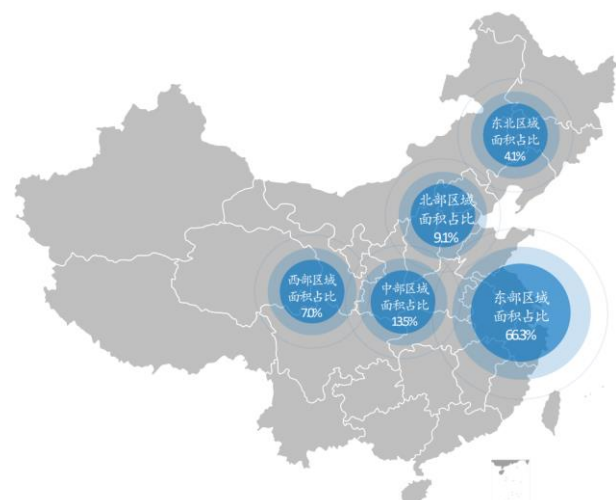 东北区域
面积占比
4.1%
北部区域
面积占比
9.1%
西部区域
面积占比
7.0%
中部区域
面积占比
13.5%
东部区域
面积占比
66.3%